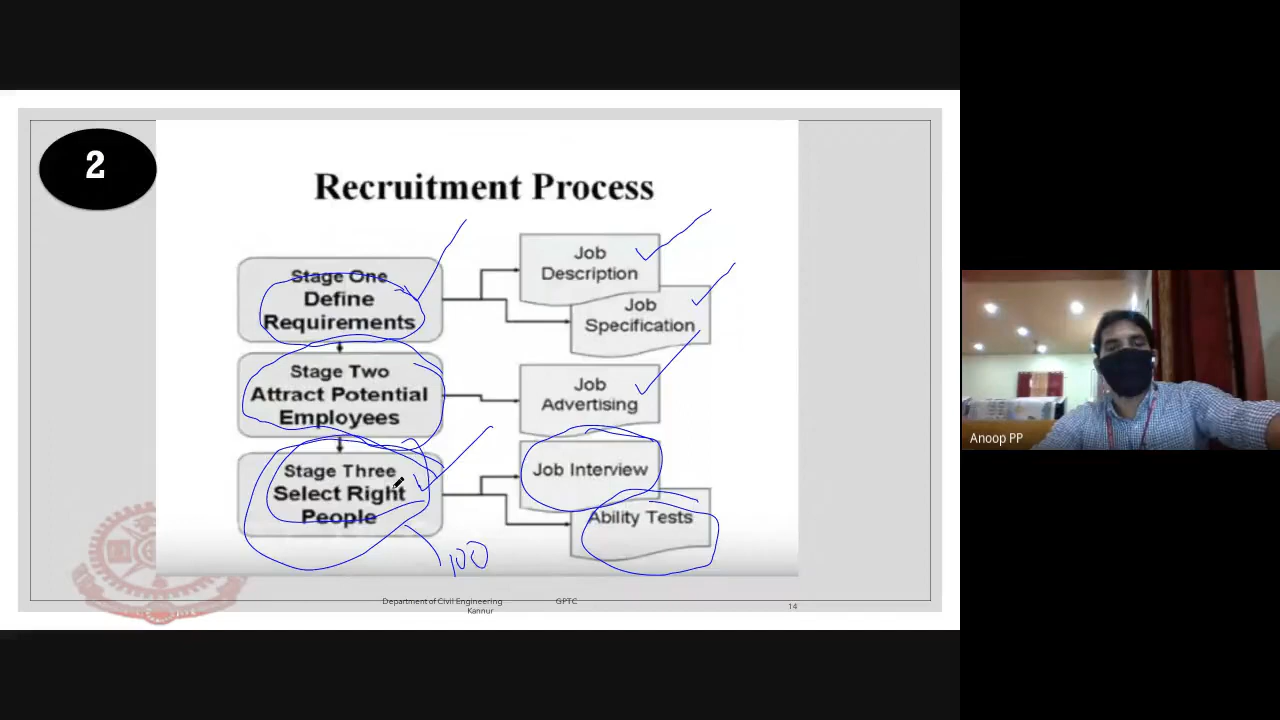 2
Recruitment Process
Stage One
Define
Requirements
Job
Description
Job
Specification
Stage Two
Attract Potential
Employees
Job
Advertising
Stage Three
Select Right
People
Job Interview
Ability Tests
100
Department of Civil Engineering GPTC
Kannur
14
Anoop PP